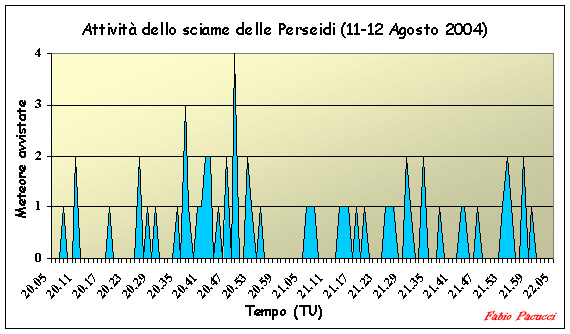 Attività dello sciame delle Perseidi (11-12 Agosto 2004)
Meteore avvistate
4
3
2
1
0
20.05 20.11 20.17 20.23 20.29 20.35 20.41 20.47 20.53 20.59 21.05 21.11 21.17 21.23 21.29 21.35 21.41 21.47 21.53 21.59 22.05
Tempo (TU)
Fabio Pacucci